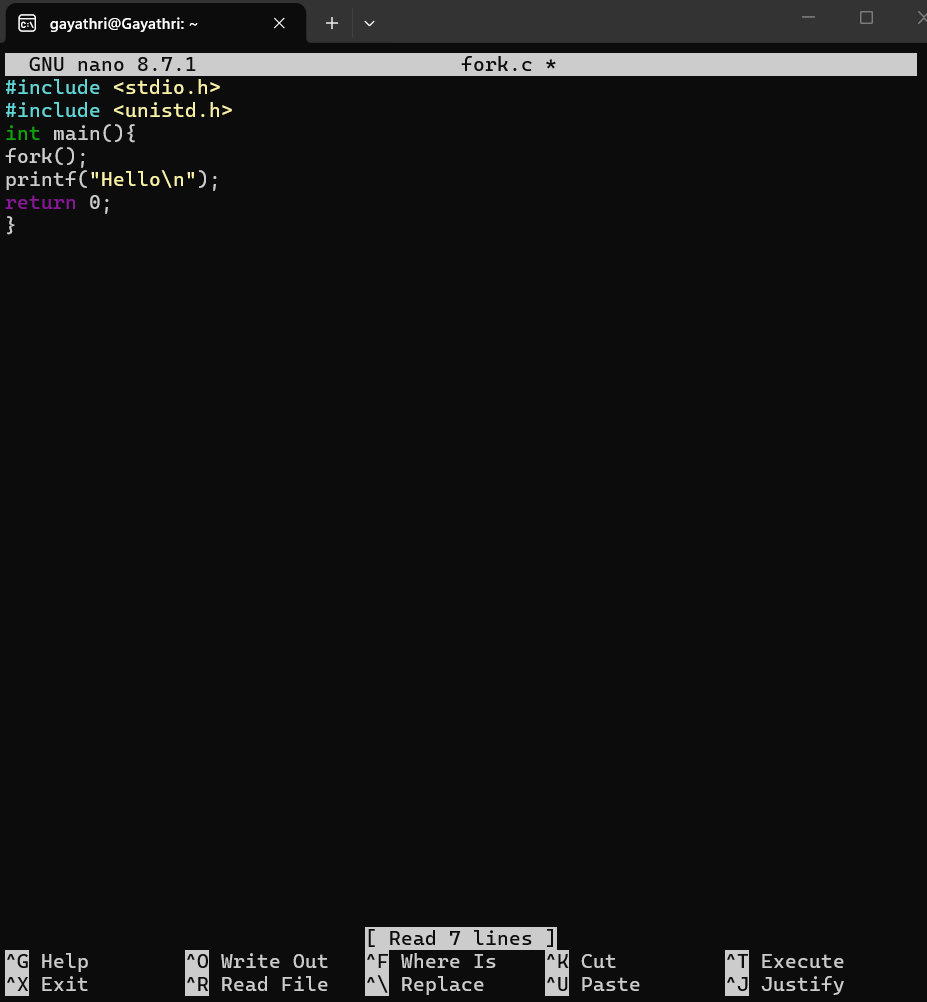 gayathri@Gayathri: ~
GNU nano 8.7.1 fork.c *
#include <stdio.h>
#include <unistd.h>
int main(){
fork();
printf("Hello\n");
return 0;
}
[ Read 7 lines ]
^G Help ^O Write Out ^F Where Is ^K Cut ^T Execute
^X Exit ^R Read File ^\ Replace ^U Paste ^J Justify